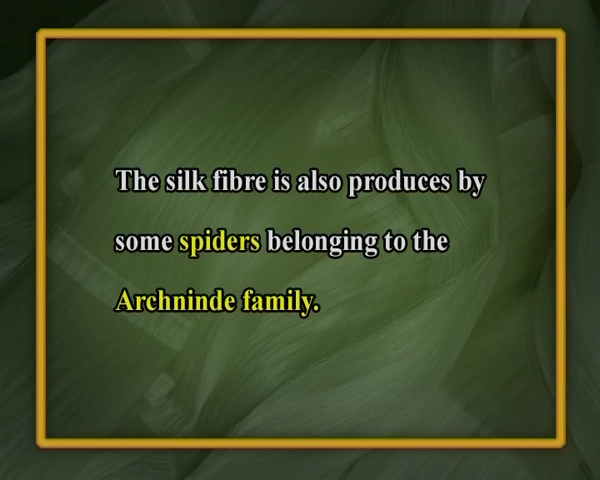 The silk fibre is also produces by
some spiders belonging to the
Archninde family.